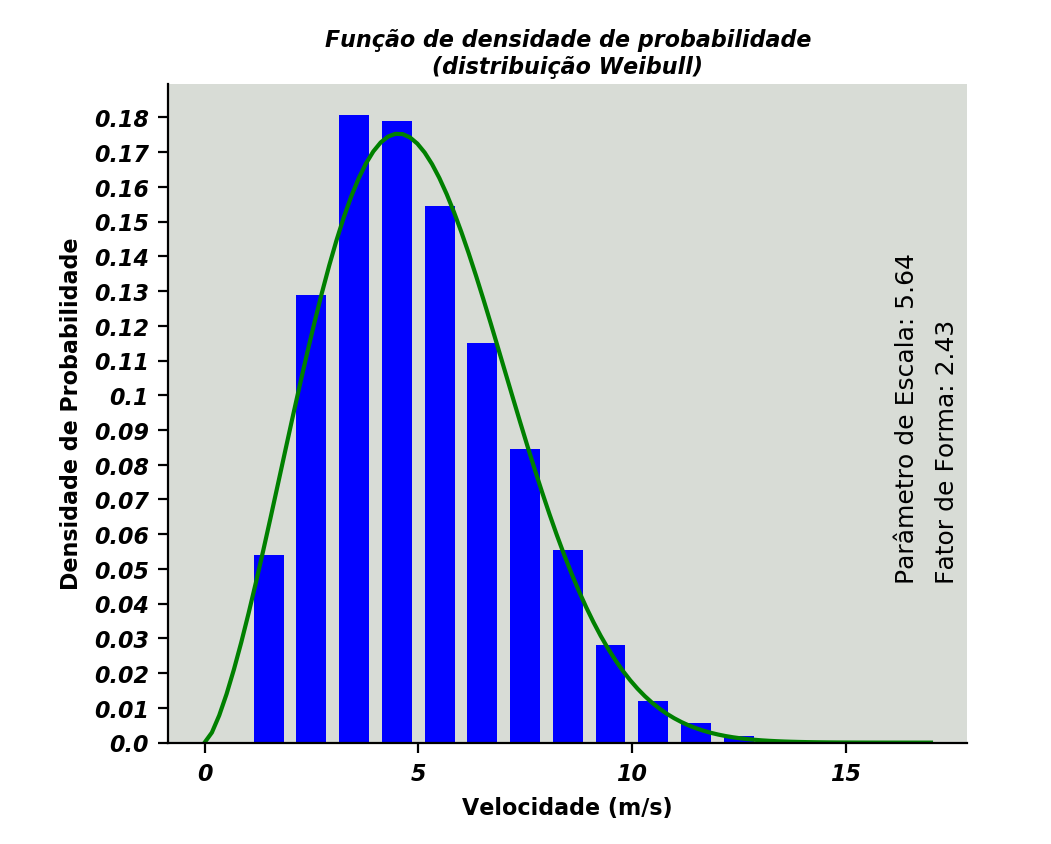 Função de densidade de probabilidade
(distribuição Weibull)
Densidade de Probabilidade
0.18
0.17
0.16
0.15
0.14
0.13
0.12
0.11
0.1
0.09
0.08
0.07
0.06
0.05
0.04
0.03
0.02
0.01
0.0
Parâmetro de Escala: 5.64
Fator de Forma: 2.43
0 5 10 15
Velocidade (m/s)